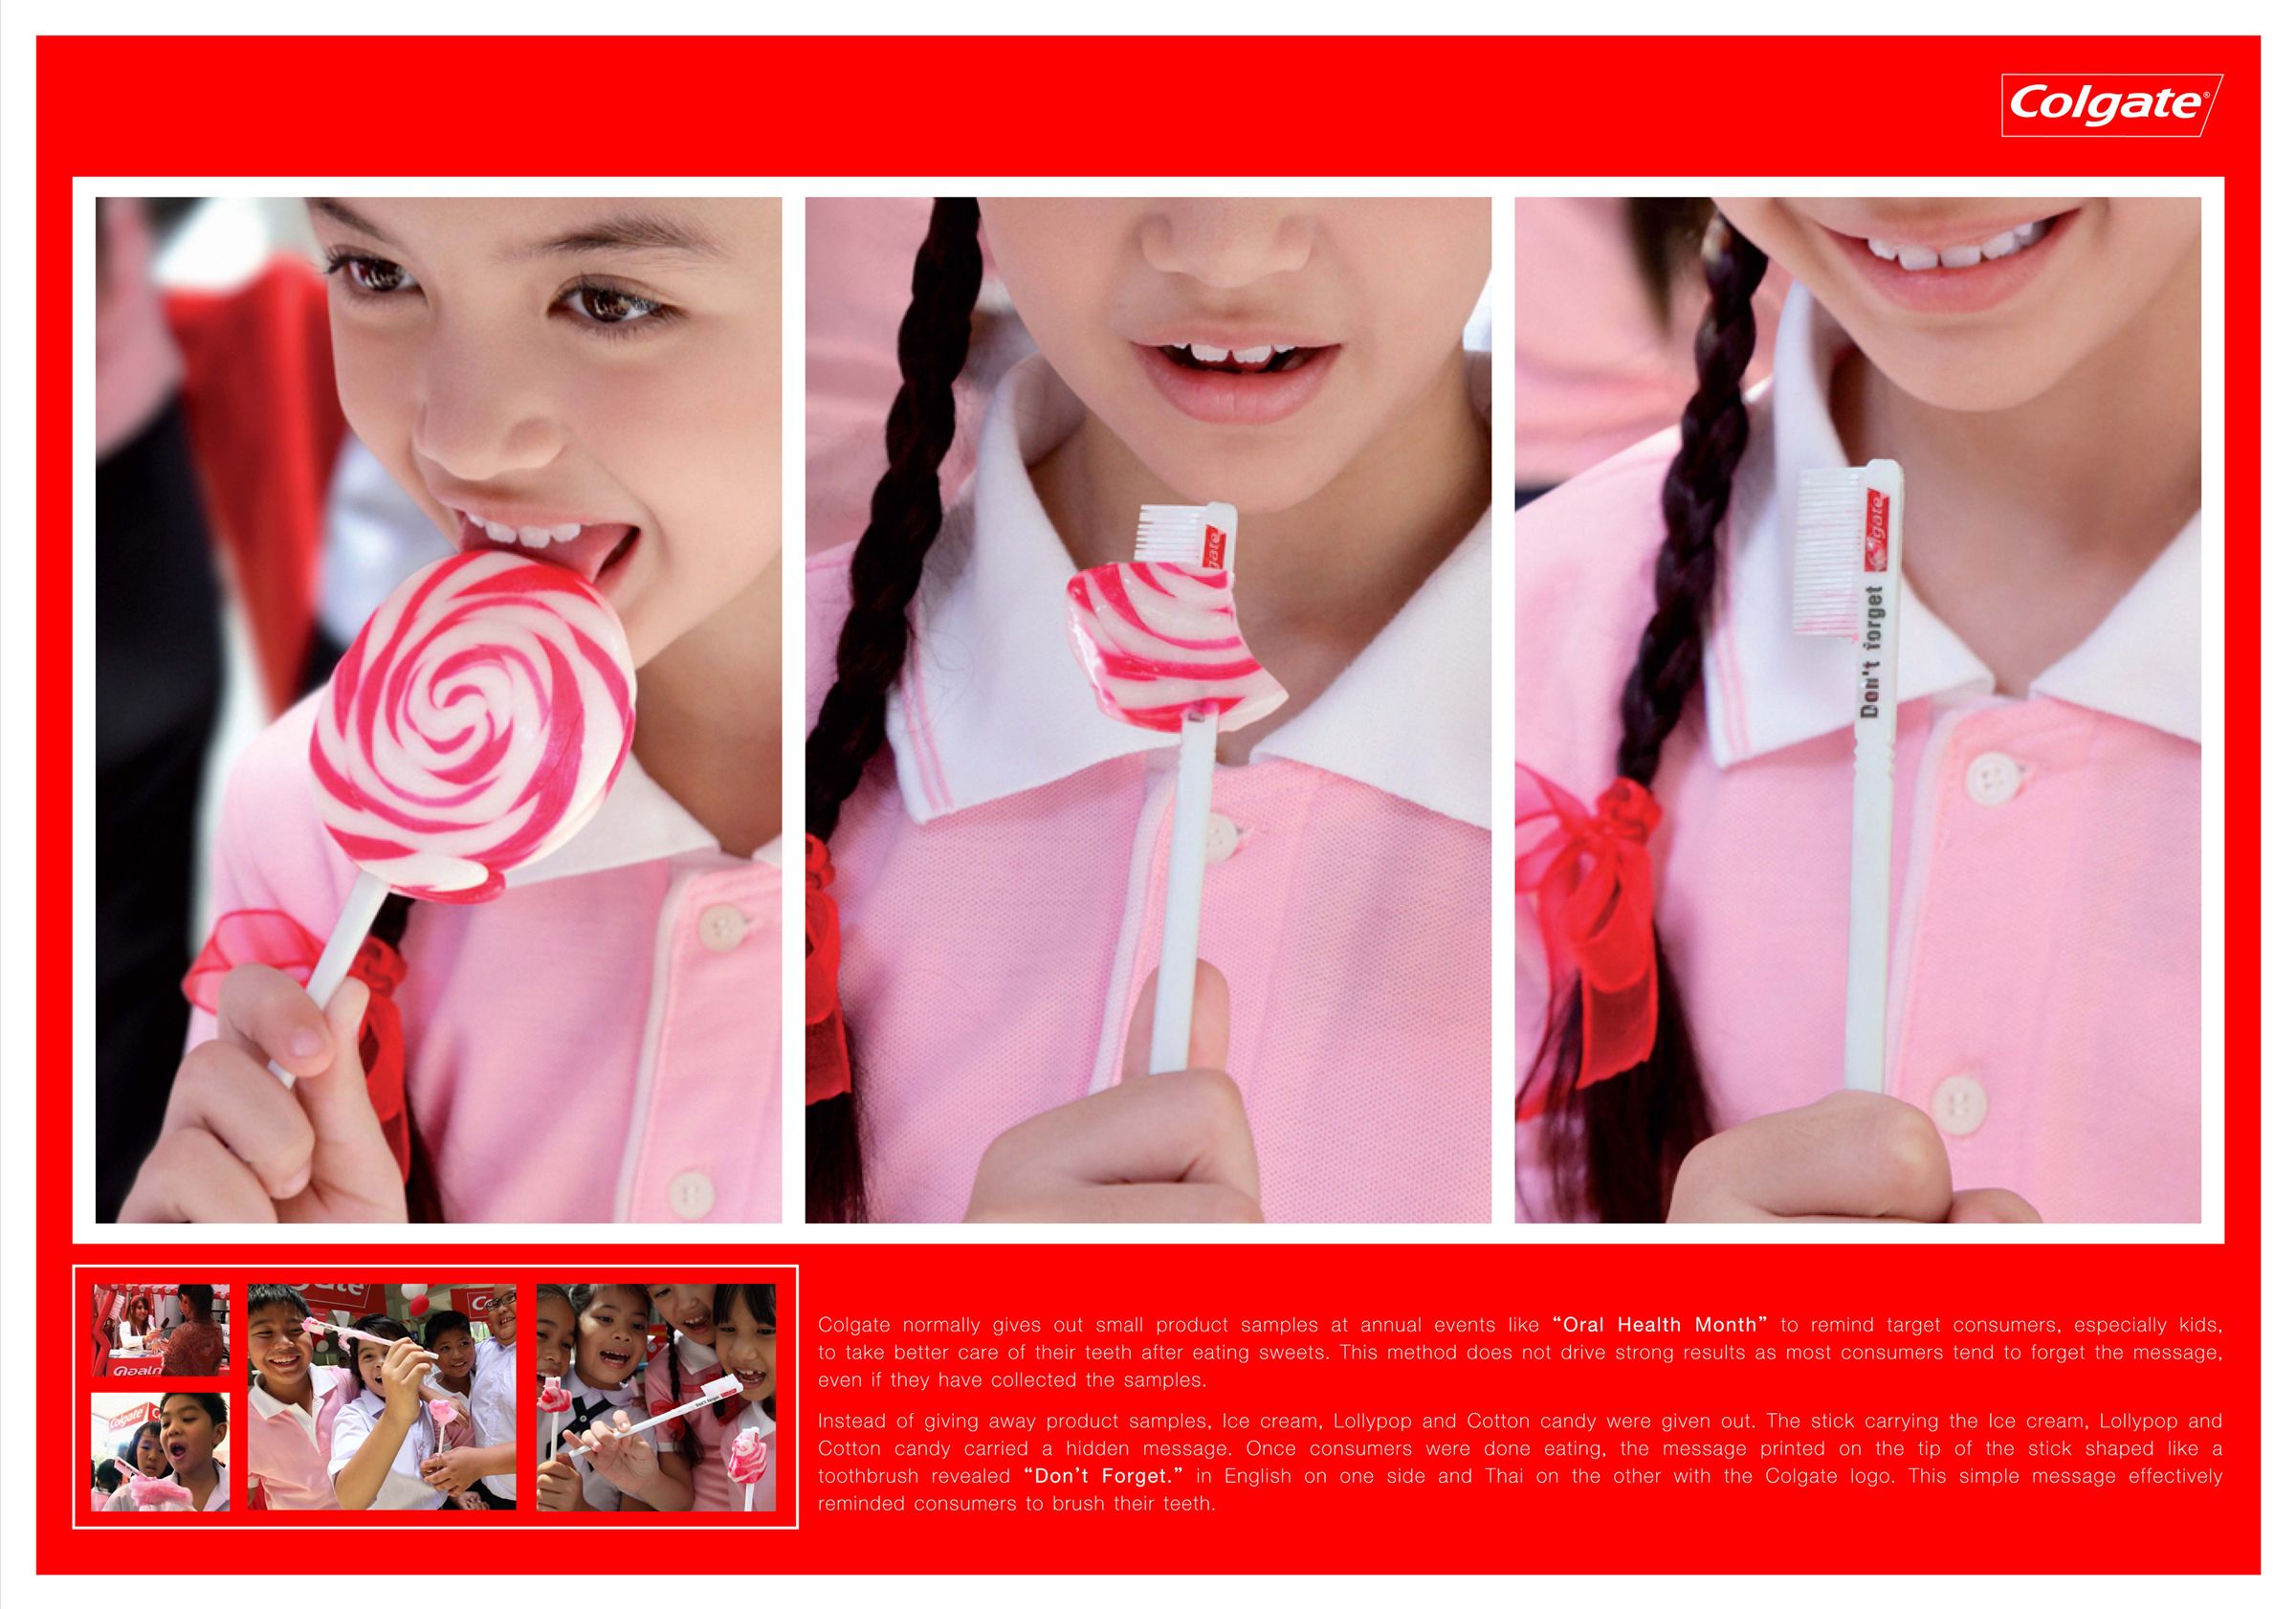 Colgate®
gate
Colgate
Don't forget
Colgate normally gives out small product samples at annual events like “Oral Health Month” to remind target consumers, especially kids,
to take better care of their teeth after eating sweets. This method does not drive strong results as most consumers tend to forget the message,
even if they have collected the samples.
Instead of giving away product samples, Ice cream, Lollypop and Cotton candy were given out. The stick carrying the Ice cream, Lollypop and
Cotton candy carried a hidden message. Once consumers were done eating, the message printed on the tip of the stick shaped like a
toothbrush revealed “Don’t Forget.” in English on one side and Thai on the other with the Colgate logo. This simple message effectively
reminded consumers to brush their teeth.
Colgate